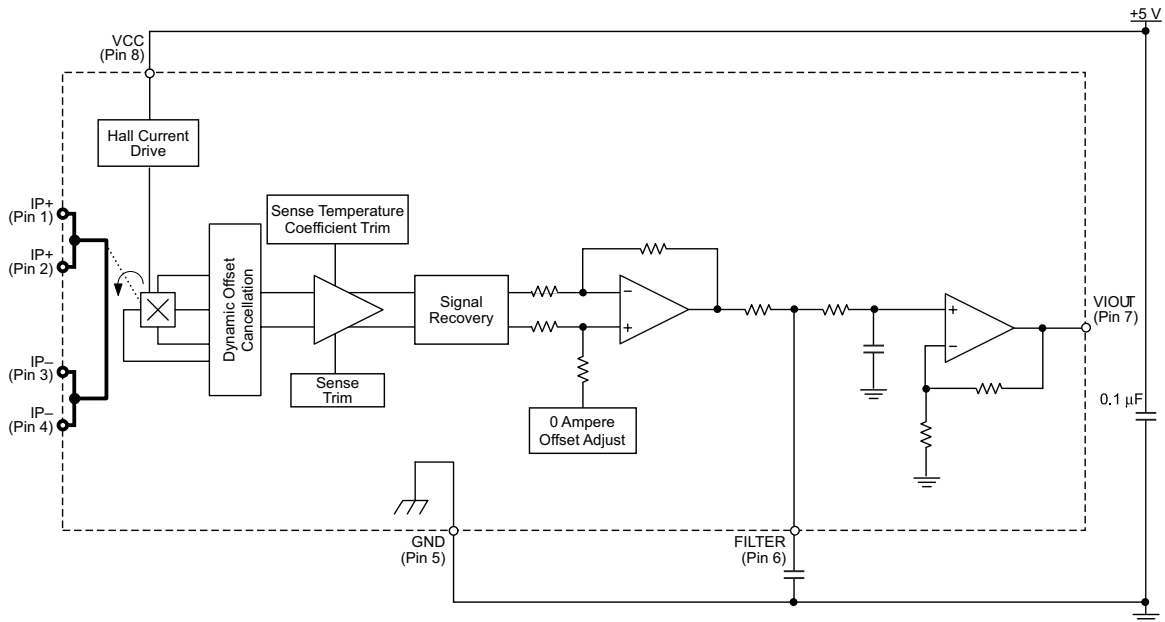 +5 V
VCC
(Pin 8)
Hall Current
Drive
IP+
(Pin 1)
IP+
(Pin 2)
IP–
(Pin 3)
IP–
(Pin 4)
Dynamic Offset
Cancellation
Sense Temperature
Coefficient Trim
Sense
Trim
Signal
Recovery
0 Ampere
Offset Adjust
–
+
+
–
VIOUT
(Pin 7)
0.1 µF
GND
(Pin 5)
FILTER
(Pin 6)